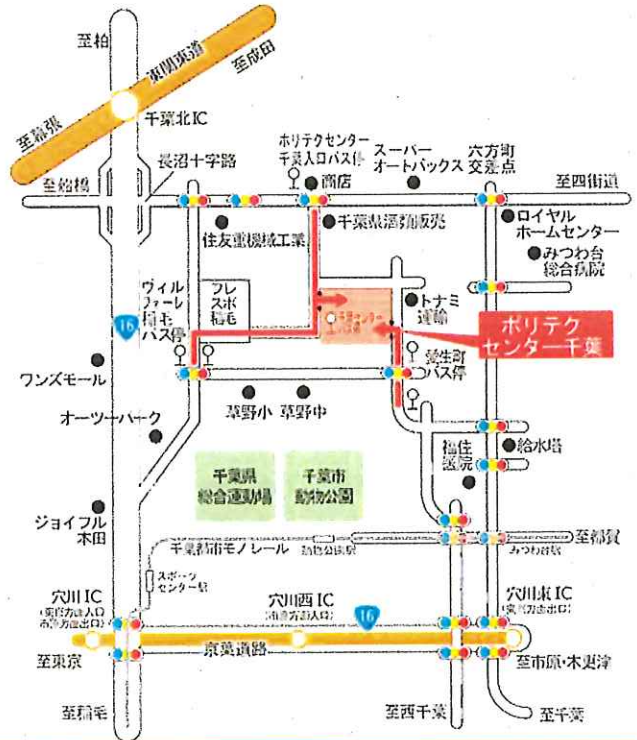 至柏
東関東道
至成田
至幕張
千葉北IC
長沼十字路
ポリテクセンター
千葉入口バス停
スーパー
オートバックス
六方町
交差点
至四街道
商店
住友重機械工業
千葉県酒類販売
ロイヤル
ホームセンター
みつわ台
総合病院
ヴィル
フォーレ
稲毛
バス停
フレ
スポ
稲毛
トナミ
運輸
ポリテク
センター千葉
16
ワンズモール
愛生町
バス停
草野小
草野中
オーツーパーク
福住
医院
給水塔
千葉県
総合運動場
千葉市
動物公園
ジョイフル
本田
千葉都市モノレール
動物公園駅
至都賀
みつわ台駅
スポーツ
センター駅
穴川IC
穴川西IC
16
穴川東IC
京葉道路
至東京
至市原・木更津
至稲毛
至西千葉
至千葉